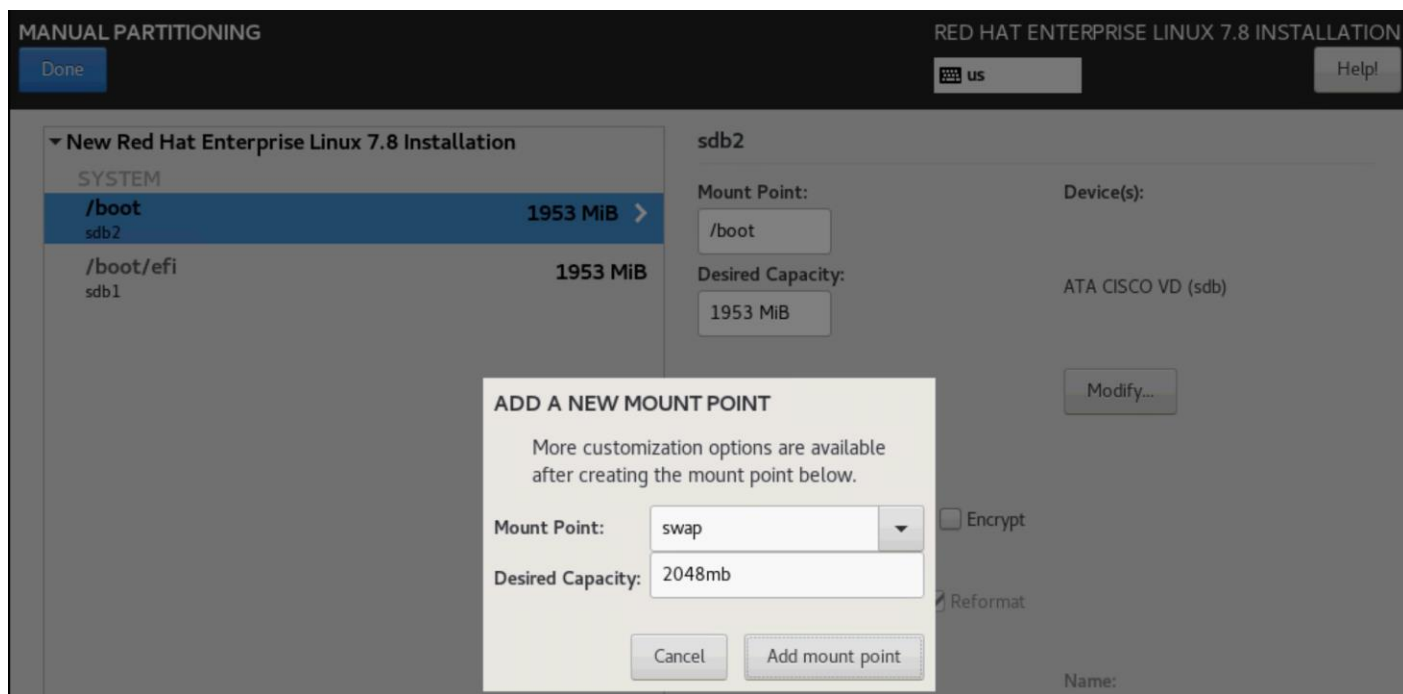 MANUAL PARTITIONING
RED HAT ENTERPRISE LINUX 7.8 INSTALLATION
Done
us
Help!
New Red Hat Enterprise Linux 7.8 Installation
SYSTEM
/boot
1953 MiB
sdb2
/boot/efi
1953 MiB
sdb1
sdb2
Mount Point:
/boot
Desired Capacity:
1953 MiB
Device(s):
ATA CISCO VD (sdb)
Modify...
ADD A NEW MOUNT POINT
More customization options are available
after creating the mount point below.
Mount Point:
swap
Desired Capacity:
2048mb
Cancel
Add mount point
Encrypt
Reformat
Name: